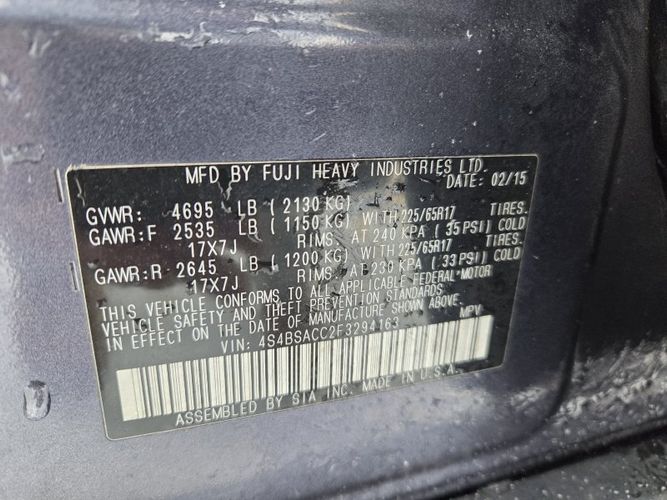 MFD BY FUJI HEAVY INDUSTRIES LTD.
DATE: 02/15
GVWR: 4695 LB (2130 KG)
GAWR:F 2535 LB (1150 KG) WITH 225/65R17 TIRES.
17X7J RIMS. AT 240 KPA (35 PSI) COLD
GAWR:R 2645 LB (1200 KG) WITH 225/65R17 TIRES.
17X7J RIMS. AT 230 KPA (33 PSI) COLD
THIS VEHICLE CONFORMS TO ALL APPLICABLE FEDERAL MOTOR
VEHICLE SAFETY AND THEFT PREVENTION STANDARDS
IN EFFECT ON THE DATE OF MANUFACTURE SHOWN ABOVE.
VIN: 4S4BSACC2F3294163 MPV
ASSEMBLED BY SIA INC. MADE IN U.S.A.